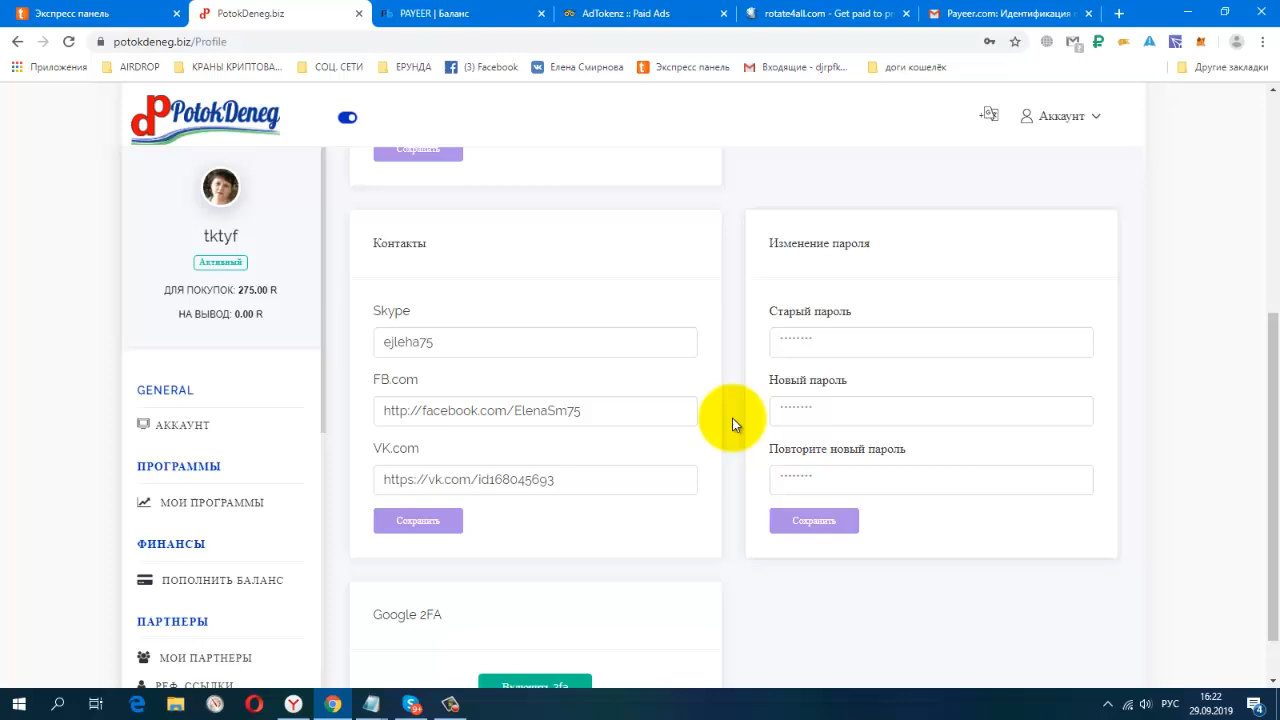 Экспресс панель
PotokDeneg.biz
PAYEER | Баланс
AdTokenz :: Paid Ads
rotate4all.com - Get paid to pr
Payeer.com: Идентификация
potokdeneg.biz/Profile
Приложения
AIRDROP
КРАНЫ КРИПТОВА...
СОЦ. СЕТИ
ЕРУНДА
(3) Facebook
Елена Смирнова
Экспресс панель
Входящие - djrpfk...
доги кошелёк
Другие закладки
PotokDeneg
Аккаунт
Сохранить
tktyf
Активный
ДЛЯ ПОКУПОК: 275.00 R
НА ВЫВОД: 0.00 R
GENERAL
АККАУНТ
ПРОГРАММЫ
МОИ ПРОГРАММЫ
ФИНАНСЫ
ПОПОЛНИТЬ БАЛАНС
ПАРТНЕРЫ
МОИ ПАРТНЕРЫ
РЕФ. ССЫЛКИ
Контакты
Skype
ejleha75
FB.com
http://facebook.com/ElenaSm75
VK.com
https://vk.com/id168045693
Сохранить
Изменение пароля
Старый пароль
Новый пароль
Повторите новый пароль
Сохранить
Google 2FA
Включить 2fa
РУС
16:22
29.09.2019